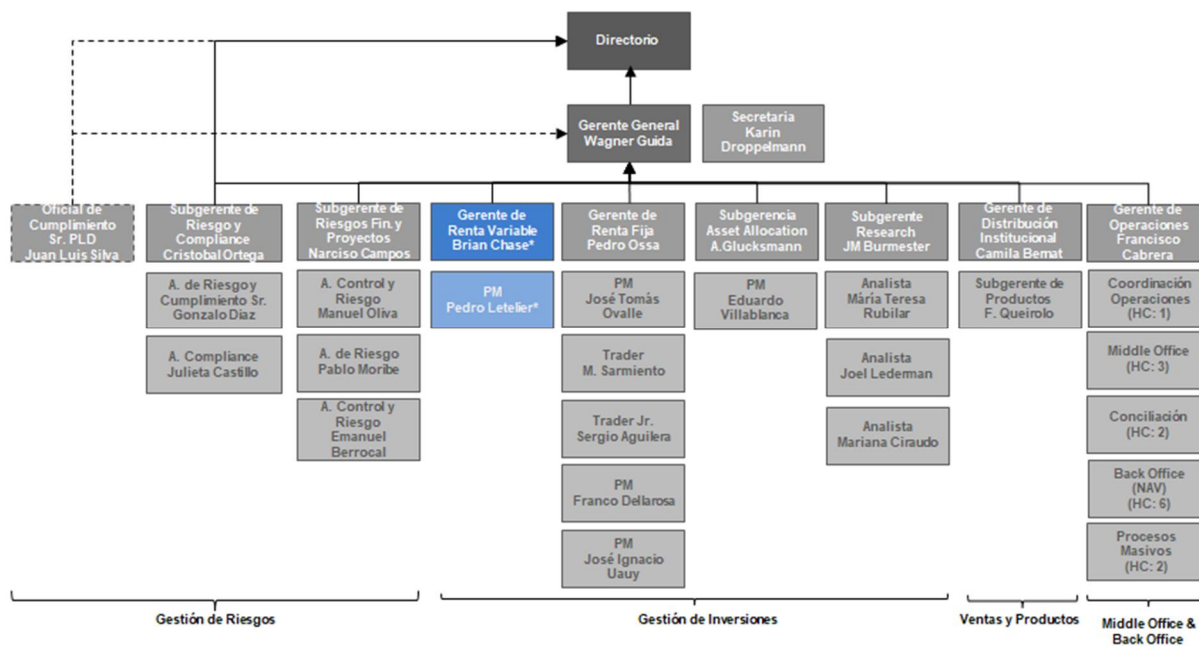 Directorio
Gerente General
Wagner Guida
Secretaria
Karin
Droppelmann
Oficial de
Cumplimiento
Sr. PLD
Juan Luis Silva
Subgerente de
Riesgo y
Compliance
Cristobal Ortega
Subgerente de
Riesgos Fin. y
Proyectos
Narciso Campos
Gerente de
Renta Variable
Brian Chase*
Gerente de
Renta Fija
Pedro Ossa
Subgerencia
Asset Allocation
A.Glucksmann
Subgerente
Research
JM Burmester
Gerente de
Distribución
Institucional
Camila Bernat
Gerente de
Operaciones
Francisco
Cabrera
A. de Riesgo y
Cumplimiento Sr.
Gonzalo Diaz
A. Compliance
Julieta Castillo
A. Control y
Riesgo
Manuel Oliva
A. de Riesgo
Pablo Moribe
A. Control y
Riesgo
Emanuel
Berrocal
PM
Pedro Letelier*
PM
José Tomás
Ovalle
Trader
M. Sarmiento
Trader Jr.
Sergio Aguilera
PM
Franco Dellarosa
PM
José Ignacio
Uauy
PM
Eduardo
Villablanca
Analista
Máría Teresa
Rubilar
Analista
Joel Lederman
Analista
Mariana Ciraudo
Subgerente de
Productos
F. Queirolo
Coordinación
Operaciones
(HC: 1)
Middle Office
(HC: 3)
Conciliación
(HC: 2)
Back Office
(NAV)
(HC: 6)
Procesos
Masivos
(HC: 2)
Gestión de Riesgos
Gestión de Inversiones
Ventas y Productos
Middle Office &
Back Office